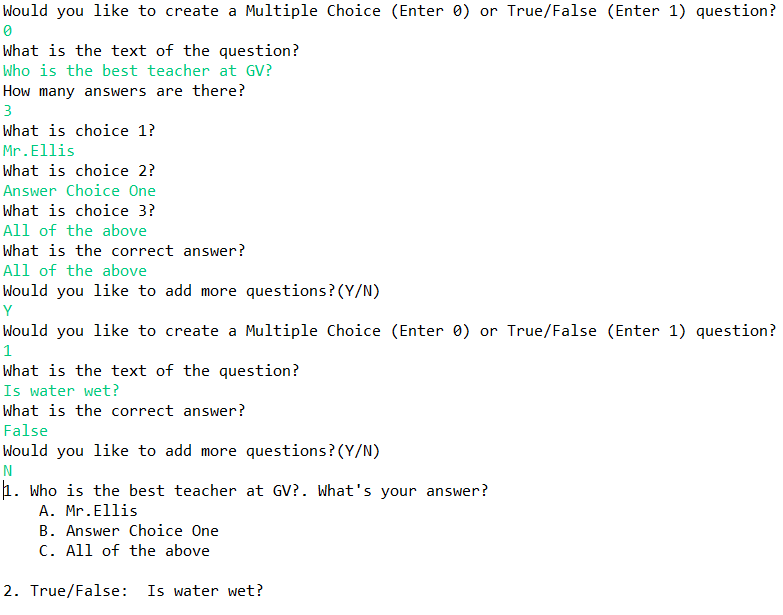 Would you like to create a Multiple Choice (Enter 0) or True/False (Enter 1) question?
0
What is the text of the question?
Who is the best teacher at GV?
How many answers are there?
3
What is choice 1?
Mr.Ellis
What is choice 2?
Answer Choice One
What is choice 3?
All of the above
What is the correct answer?
All of the above
Would you like to add more questions?(Y/N)
Y
Would you like to create a Multiple Choice (Enter 0) or True/False (Enter 1) question?
1
What is the text of the question?
Is water wet?
What is the correct answer?
False
Would you like to add more questions?(Y/N)
N
1. Who is the best teacher at GV?. What's your answer?
    A. Mr.Ellis
    B. Answer Choice One
    C. All of the above

2. True/False:  Is water wet?